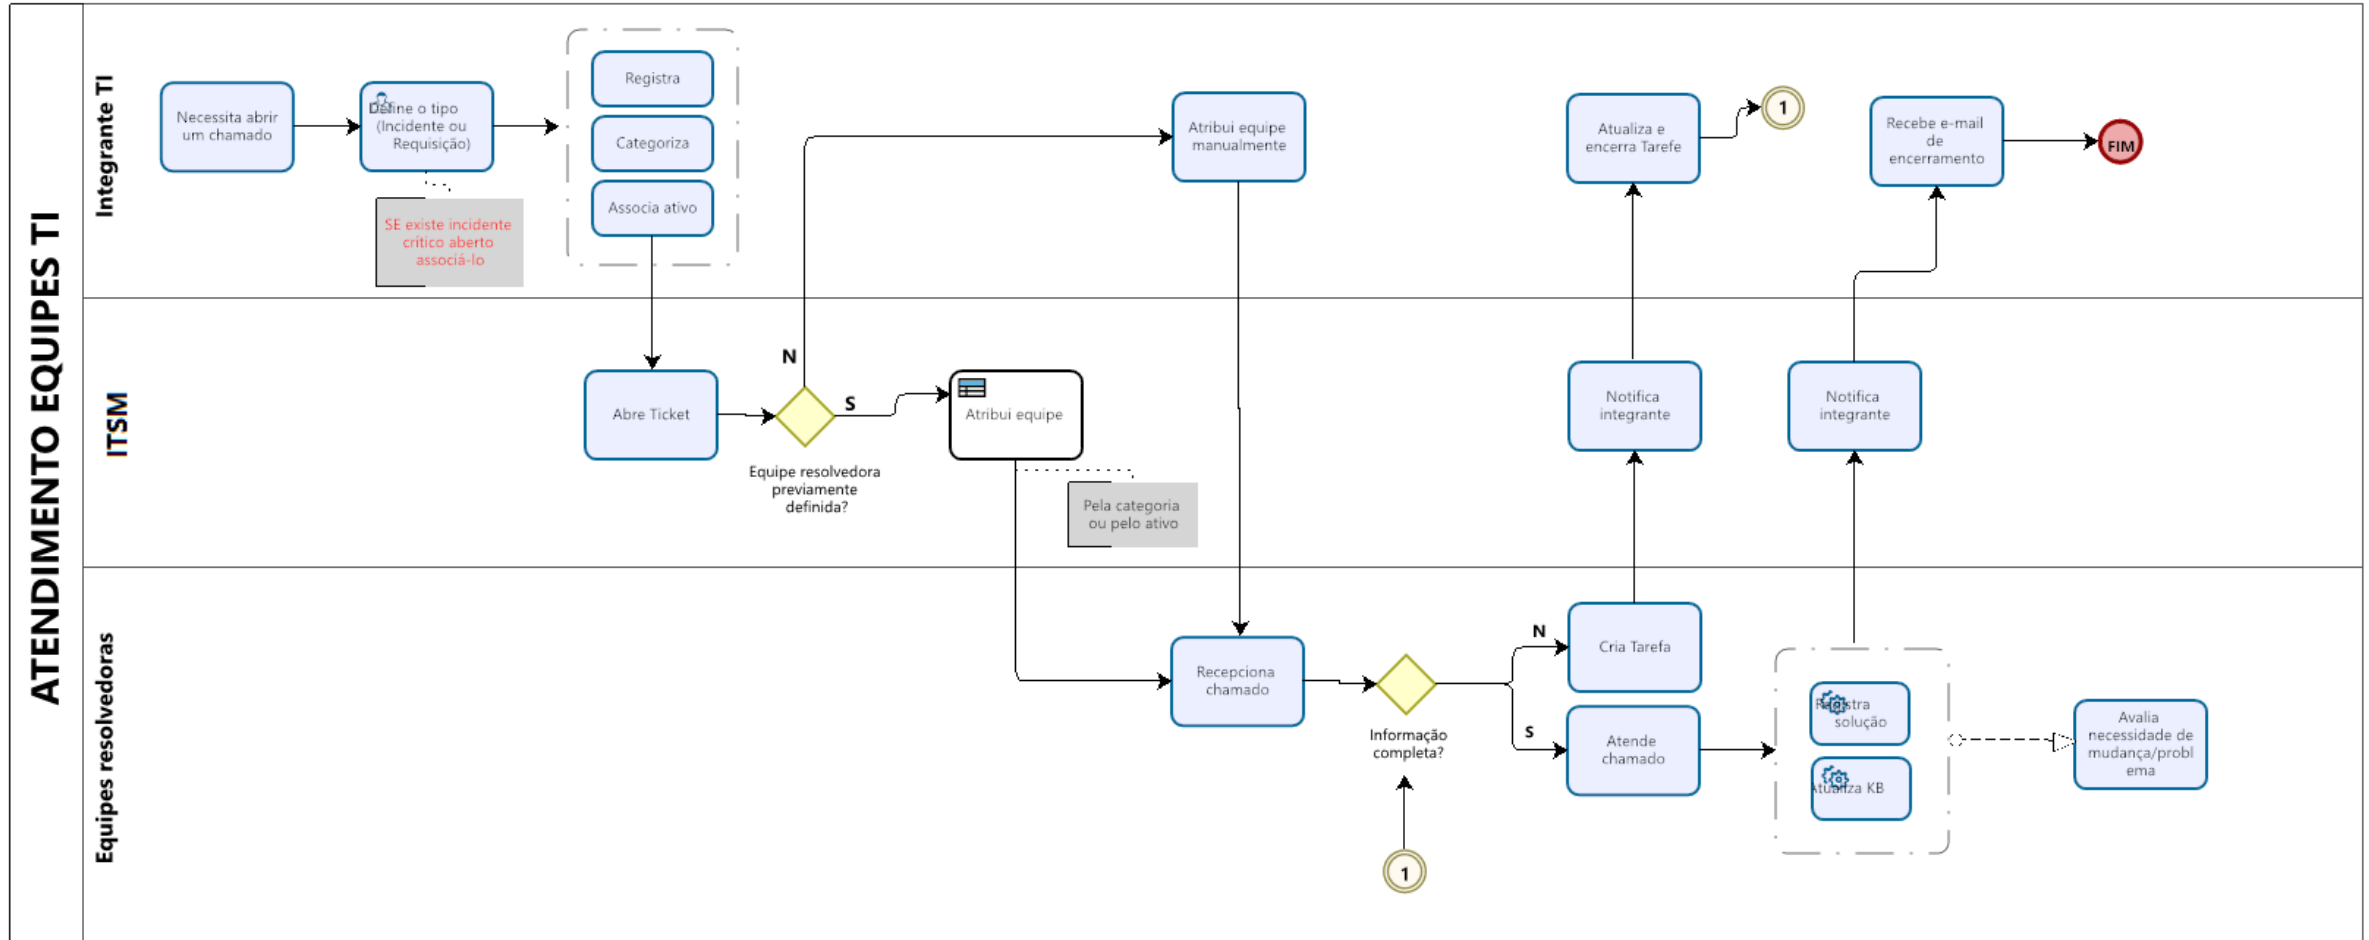 ATENDIMENTO EQUIPES TI
Integrante TI
Necessita abrir
um chamado
Define o tipo
(Incidente ou
Requisição)
SE existe incidente
crítico aberto
associá-lo
Registra
Categoriza
Associa ativo
Atribui equipe
manualmente
Atualiza e
encerra Tarefe
1
Recebe e-mail
de
encerramento
FIM
ITSM
Abre Ticket
N
S
Equipe resolvedora
previamente
definida?
Atribui equipe
Pela categoria
ou pelo ativo
Notifica
integrante
Notifica
integrante
Equipes resolvedoras
Recepciona
chamado
Informação
completa?
1
N
S
Cria Tarefa
Atende
chamado
Registra
solução
Atualiza KB
Avalia
necessidade de
mudança/probl
ema